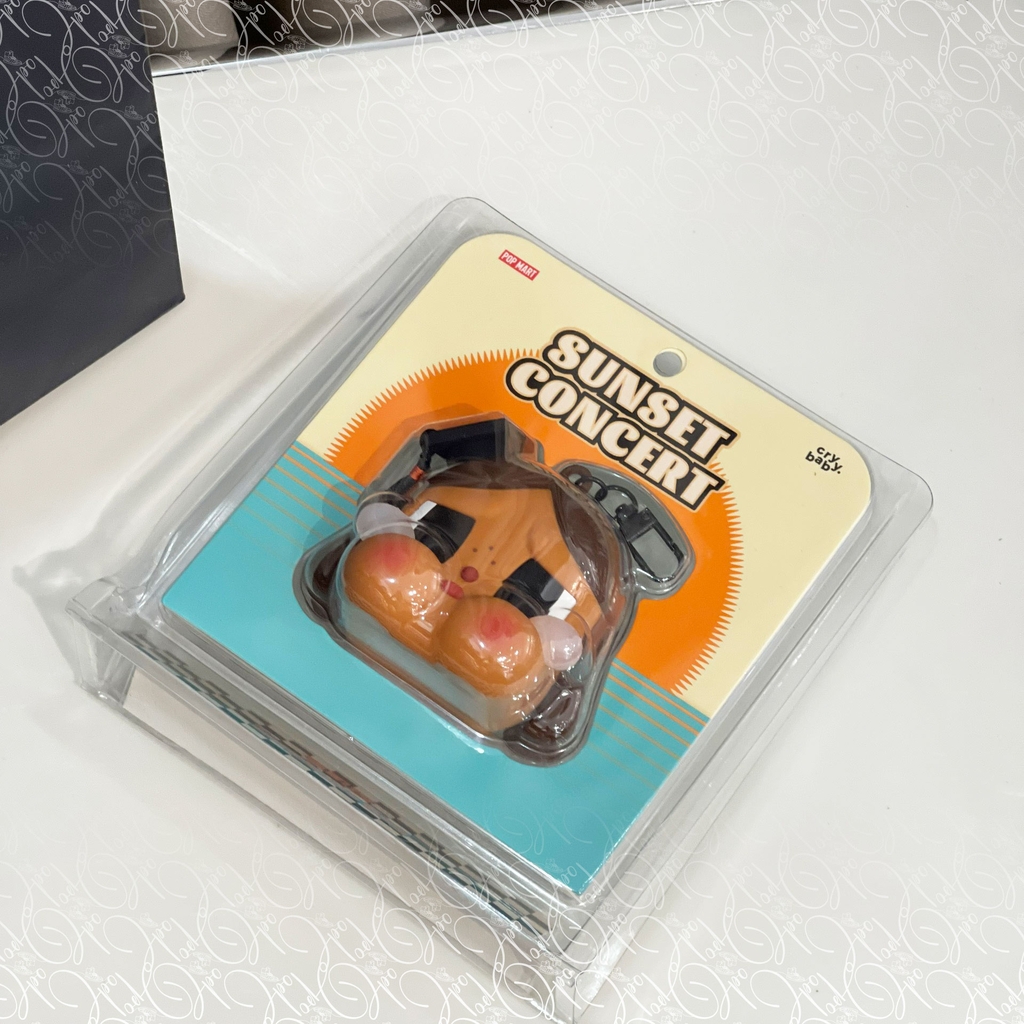 POP MART
SUNSET
CONCERT
cry
baby.